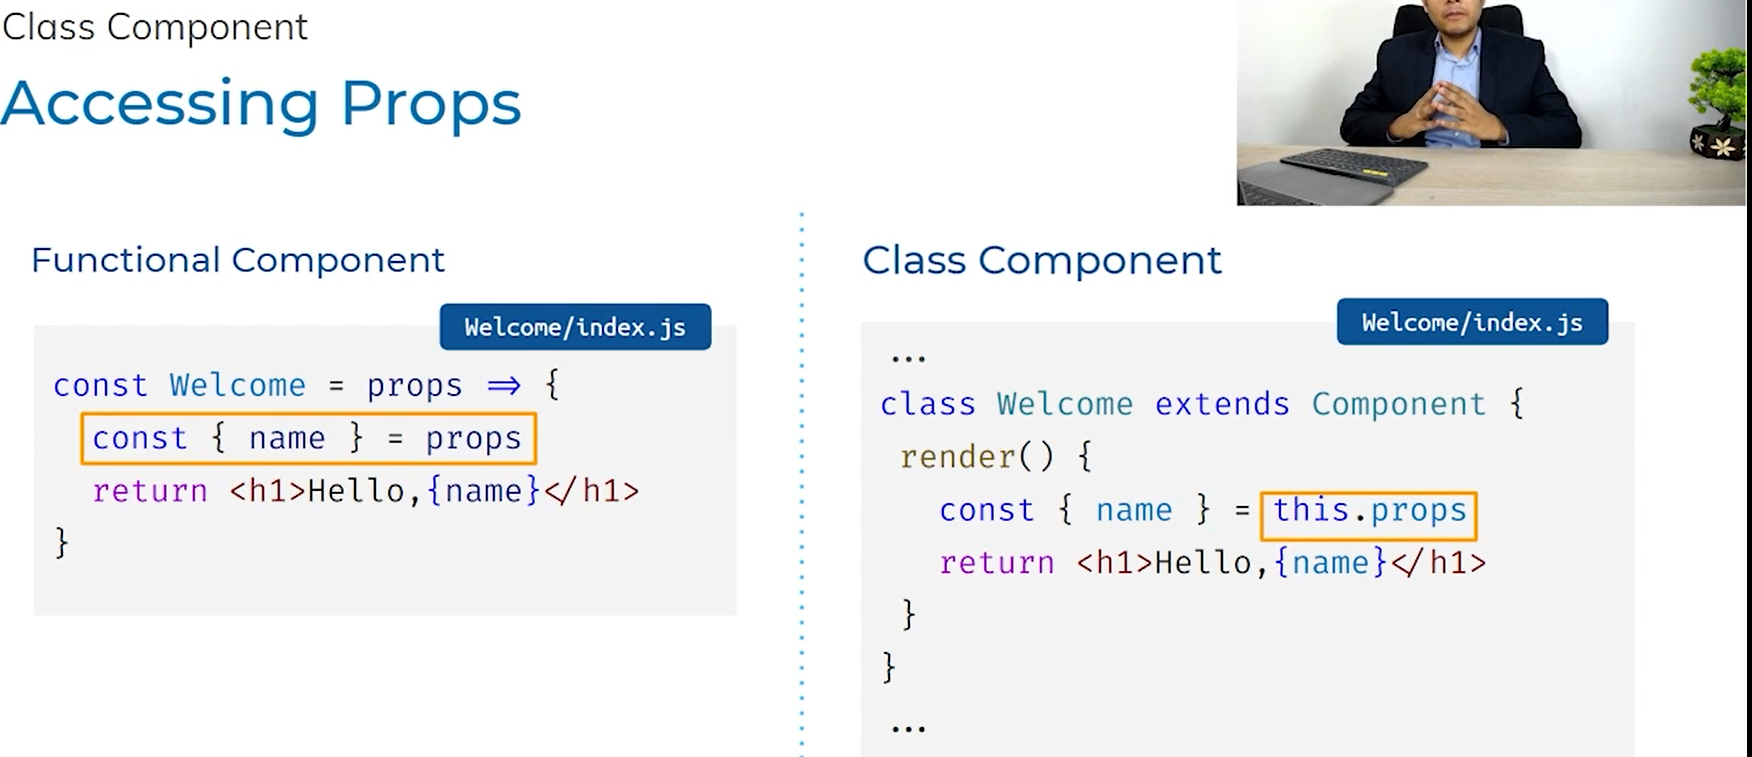 Class Component
Accessing Props
Functional Component
Welcome/index.js
const Welcome = props => {
const { name } = props
return <h1>Hello,{name}</h1>
}
Class Component
Welcome/index.js
...
class Welcome extends Component {
render() {
const { name } = this.props
return <h1>Hello,{name}</h1>
}
}
...